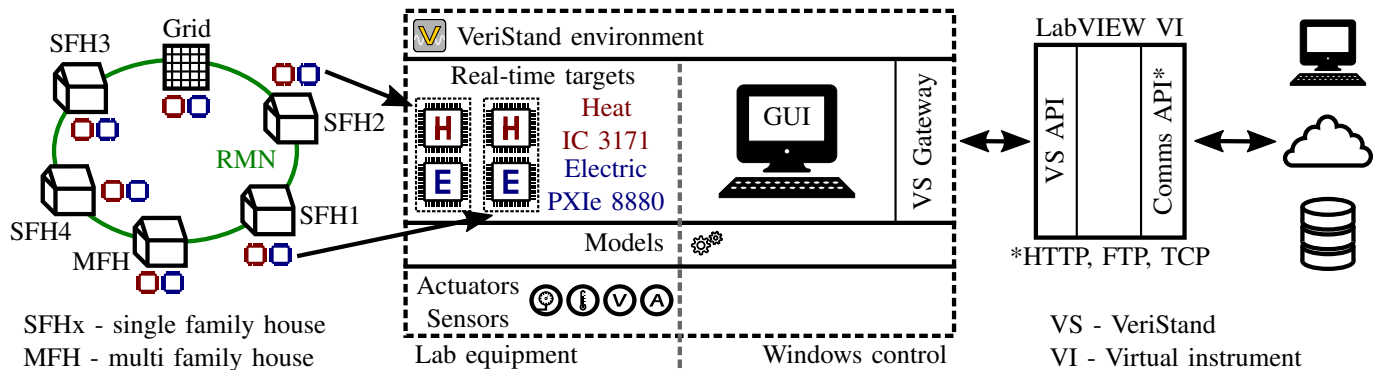 SFH3
Grid
SFH2
RMN
SFH1
SFH4
MFH
SFHx - single family house
MFH - multi family house
V VeriStand environment
Real-time targets
H H
Heat
IC 3171
E E
Electric
PXIe 8880
GUI
VS Gateway
Models
Actuators
Sensors
V A
Lab equipment
Windows control
LabVIEW VI
VS API
Comms API*
*HTTP, FTP, TCP
VS - VeriStand
VI - Virtual instrument